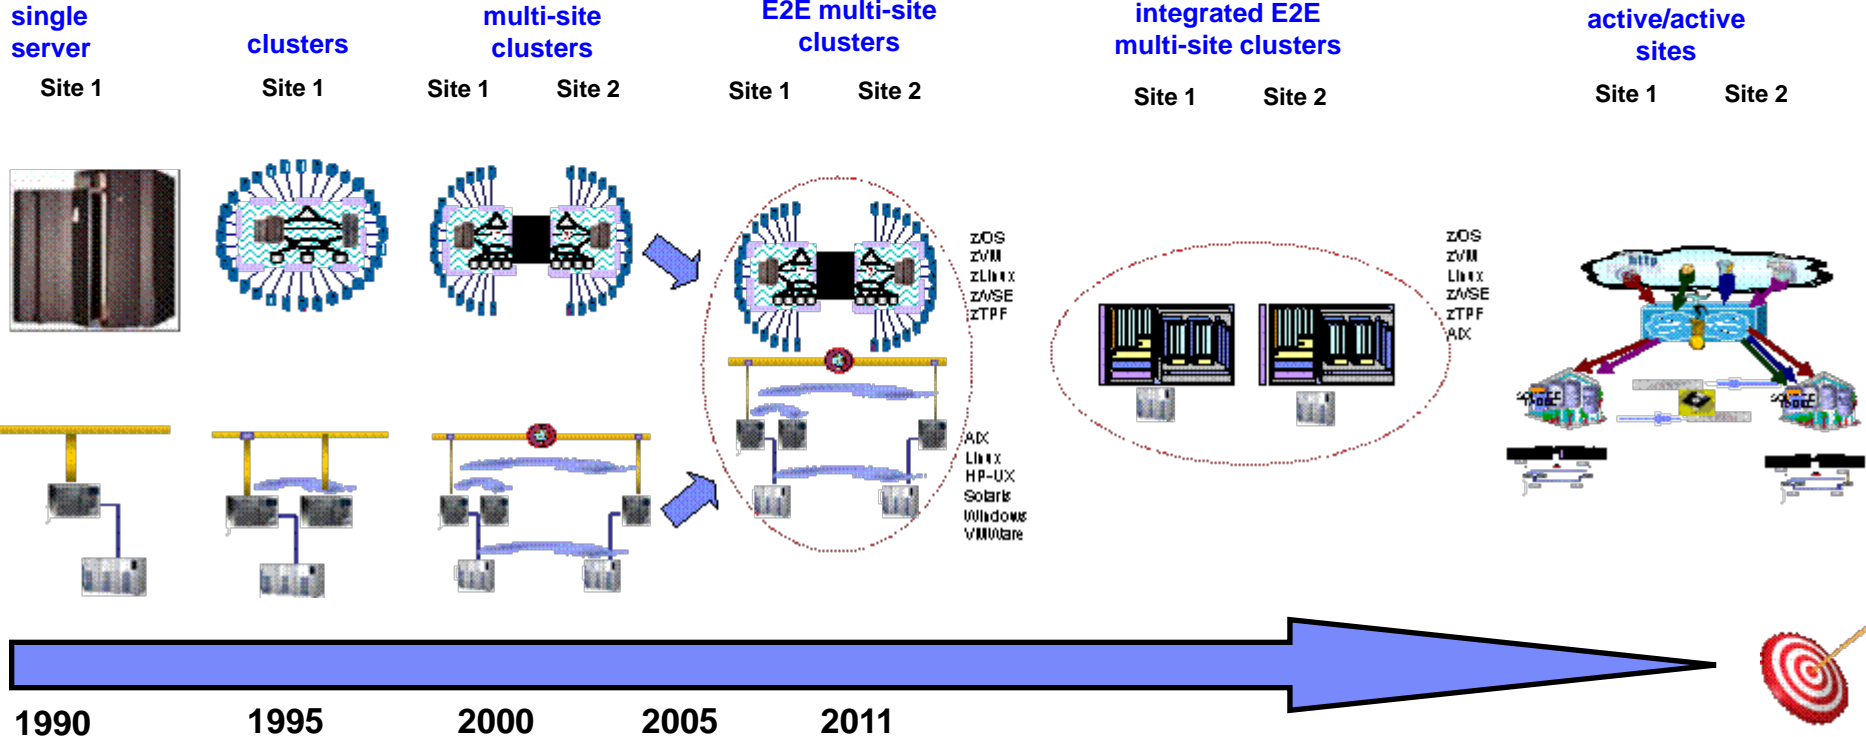 single
server
clusters
multi-site
clusters
E2E multi-site
clusters
integrated E2E
multi-site clusters
active/active
sites
Site 1
Site 1
Site 1 Site 2
Site 1 Site 2
Site 1 Site 2
Site 1 Site 2
z/OS
z/VM
zLinux
z/VSE
zTPF
AIX
Linux
HP-UX
Solaris
Windows
VMWare
z/OS
z/VM
Linux
z/VSE
zTPF
AIX
http
1990 1995 2000 2005 2011